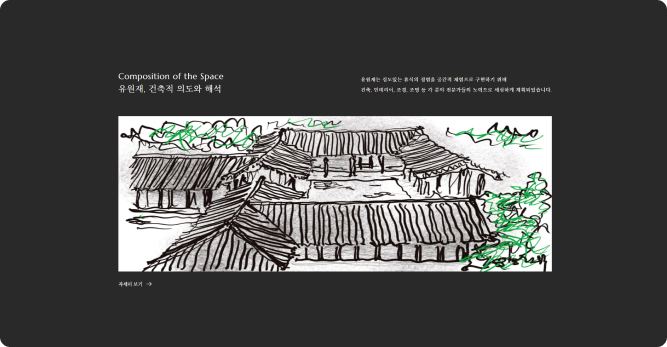 Composition of the Space
유원재, 건축적 의도와 해석
유원재는 밀도있는 휴식의 경험을 공간적 체험으로 구현하기 위해
건축, 인테리어, 조경, 조명 등 각 분야 전문가들의 노력으로 세심하게 계획되었습니다.
자세히 보기 →